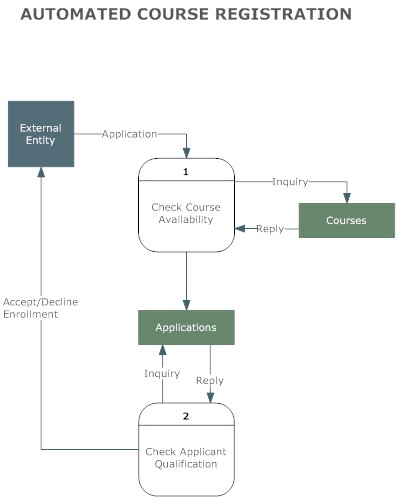 AUTOMATED COURSE REGISTRATION
External
Entity
Application
1
Check Course
Availability
Inquiry
Courses
Reply
Accept/Decline
Enrollment
Applications
Inquiry
Reply
2
Check Applicant
Qualification